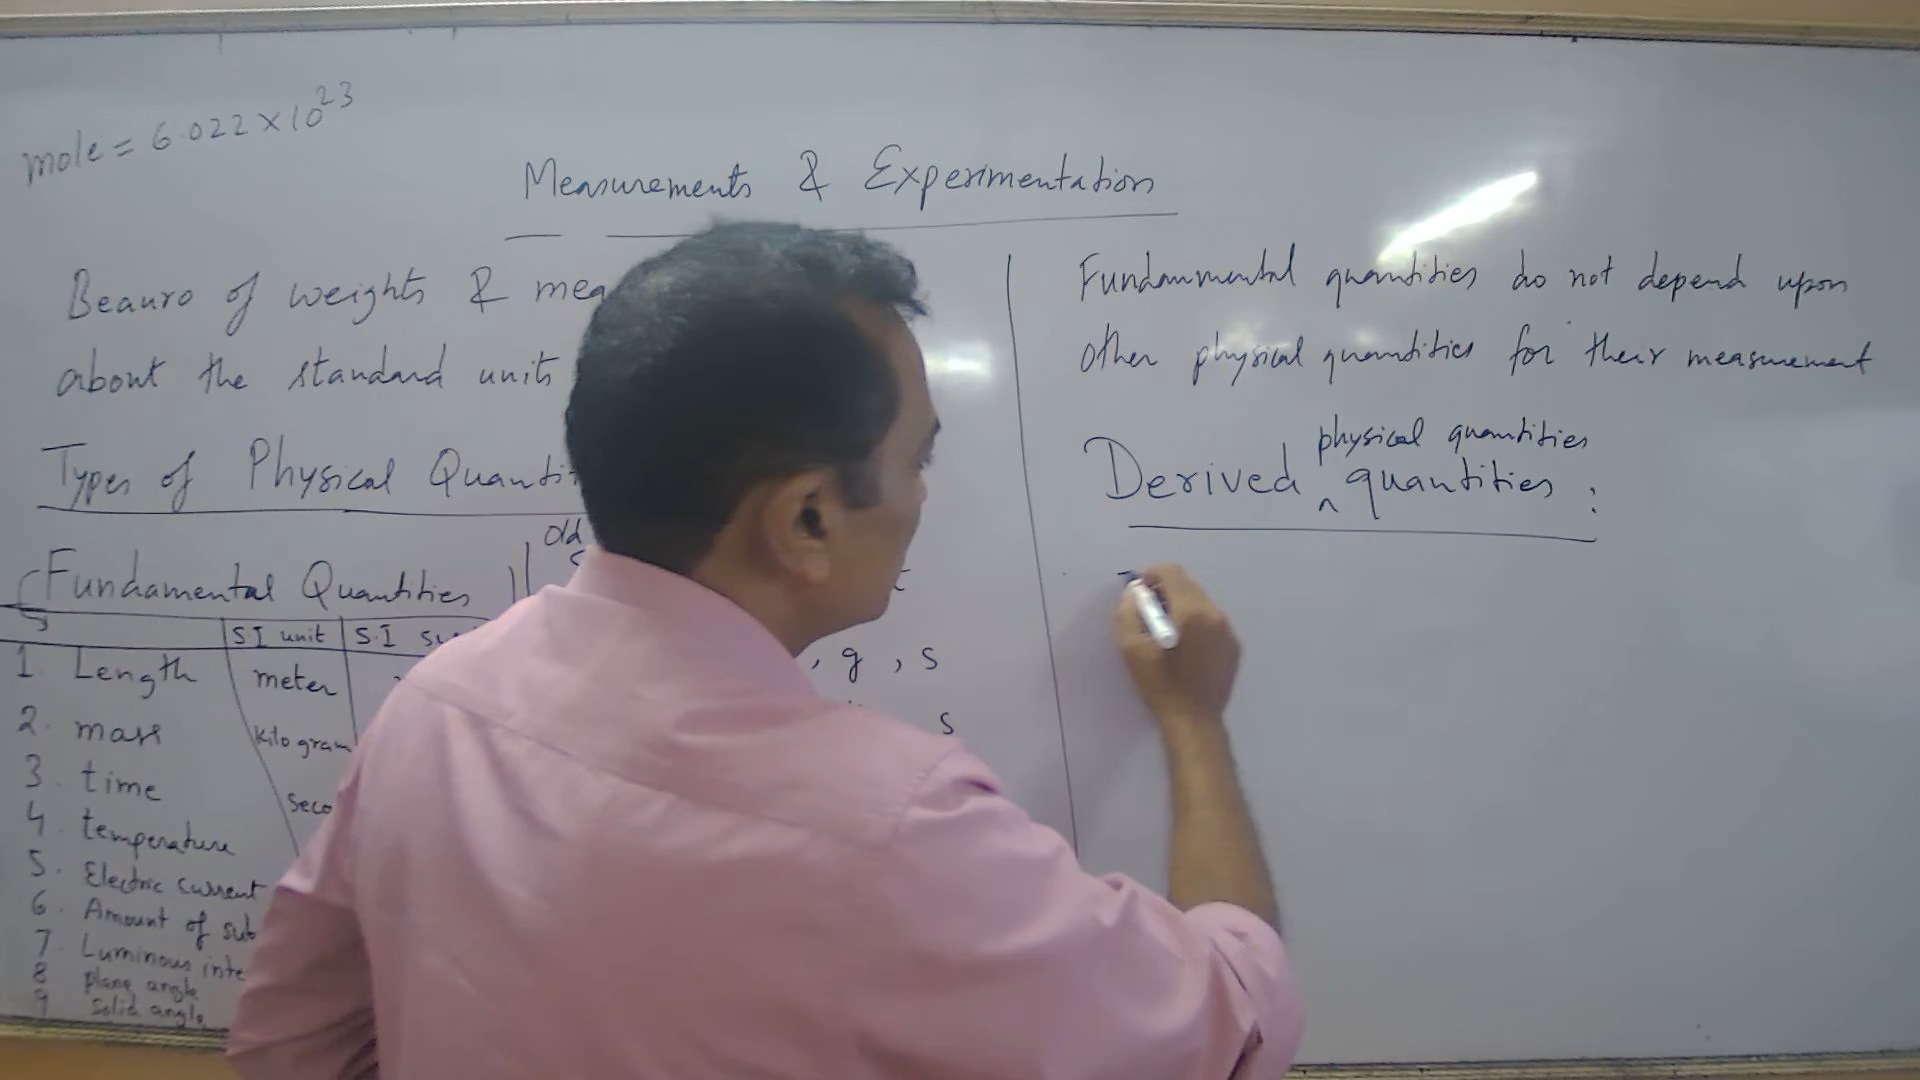 mole = 6.022 × 10²³
Measurements & Experimentation
Beauro of weights & mea
about the standard units
Types of Physical Quanti
Fundamental Quantities
old
SI unit S.I
1. Length meter
2. mass kilogram
3. time seco
4. temperature
5. Electric current
6. Amount of sub
7. Luminous inte
8 plane angle
9 Solid angle
, g , s
s
Fundammental quantities do not depend upon
other physical quantities for their measurement
physical quantities
Derived ^ quantities :